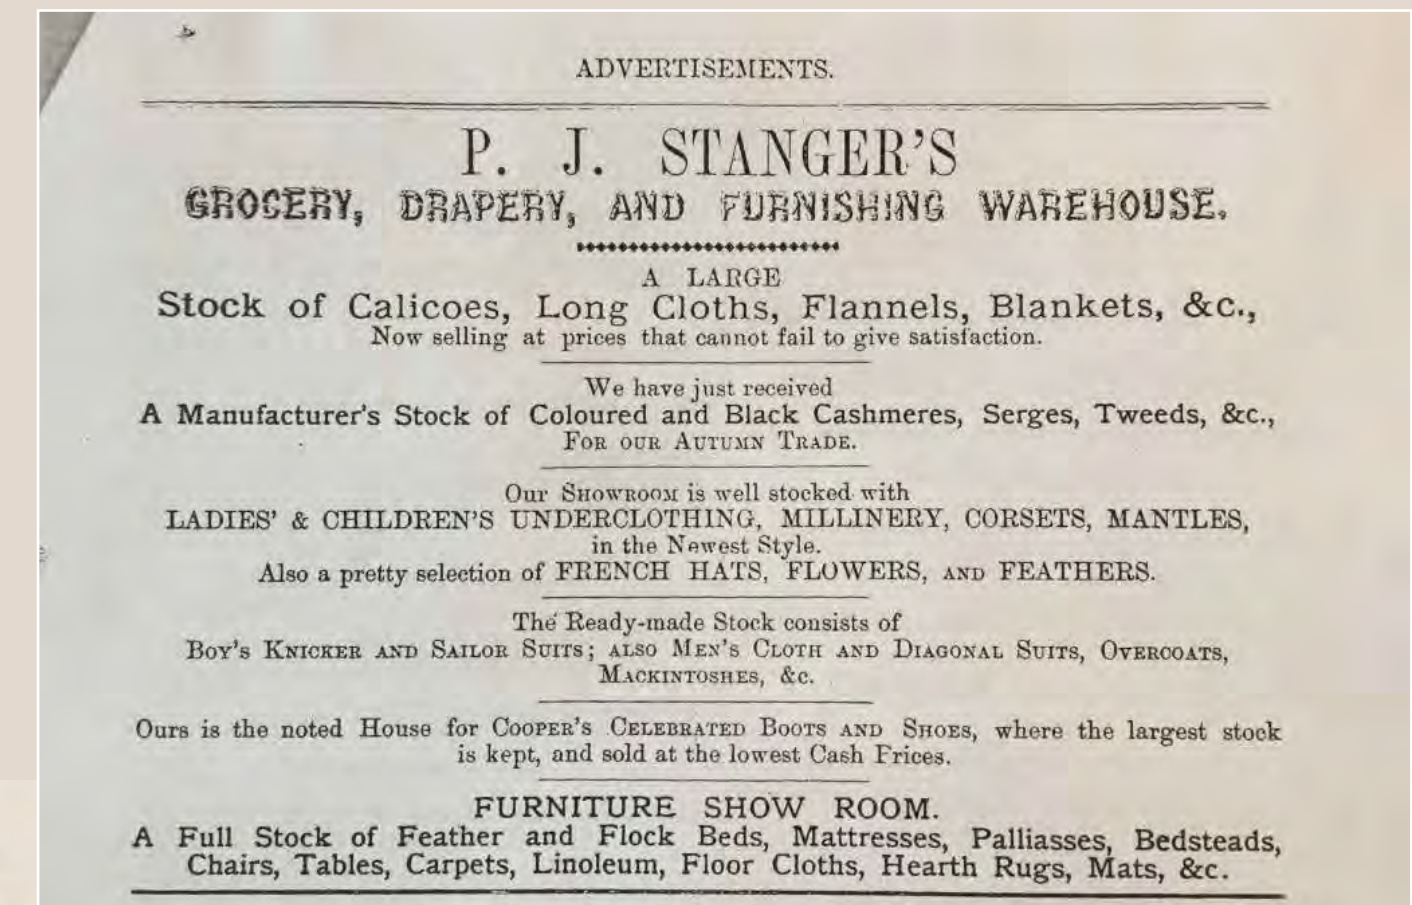 ADVERTISEMENTS.
P. J. STANGER'S
GROCERY, DRAPERY, AND FURNISHING WAREHOUSE.
A LARGE
Stock of Calicoes, Long Cloths, Flannels, Blankets, &c.,
Now selling at prices that cannot fail to give satisfaction.
We have just received
A Manufacturer's Stock of Coloured and Black Cashmeres, Serges, Tweeds, &c.,
FOR OUR AUTUMN TRADE.
Our SHOWROOM is well stocked with
LADIES' & CHILDREN'S UNDERCLOTHING, MILLINERY, CORSETS, MANTLES,
in the Newest Style.
Also a pretty selection of FRENCH HATS, FLOWERS, AND FEATHERS.
The Ready-made Stock consists of
BOY'S KNICKER AND SAILOR SUITS; ALSO MEN'S CLOTH AND DIAGONAL SUITS, OVERCOATS,
MACKINTOSHES, &c.
Ours is the noted House for COOPER'S CELEBRATED BOOTS AND SHOES, where the largest stock
is kept, and sold at the lowest Cash Prices.
FURNITURE SHOW ROOM.
A Full Stock of Feather and Flock Beds, Mattresses, Palliasses, Bedsteads,
Chairs, Tables, Carpets, Linoleum, Floor Cloths, Hearth Rugs, Mats, &c.